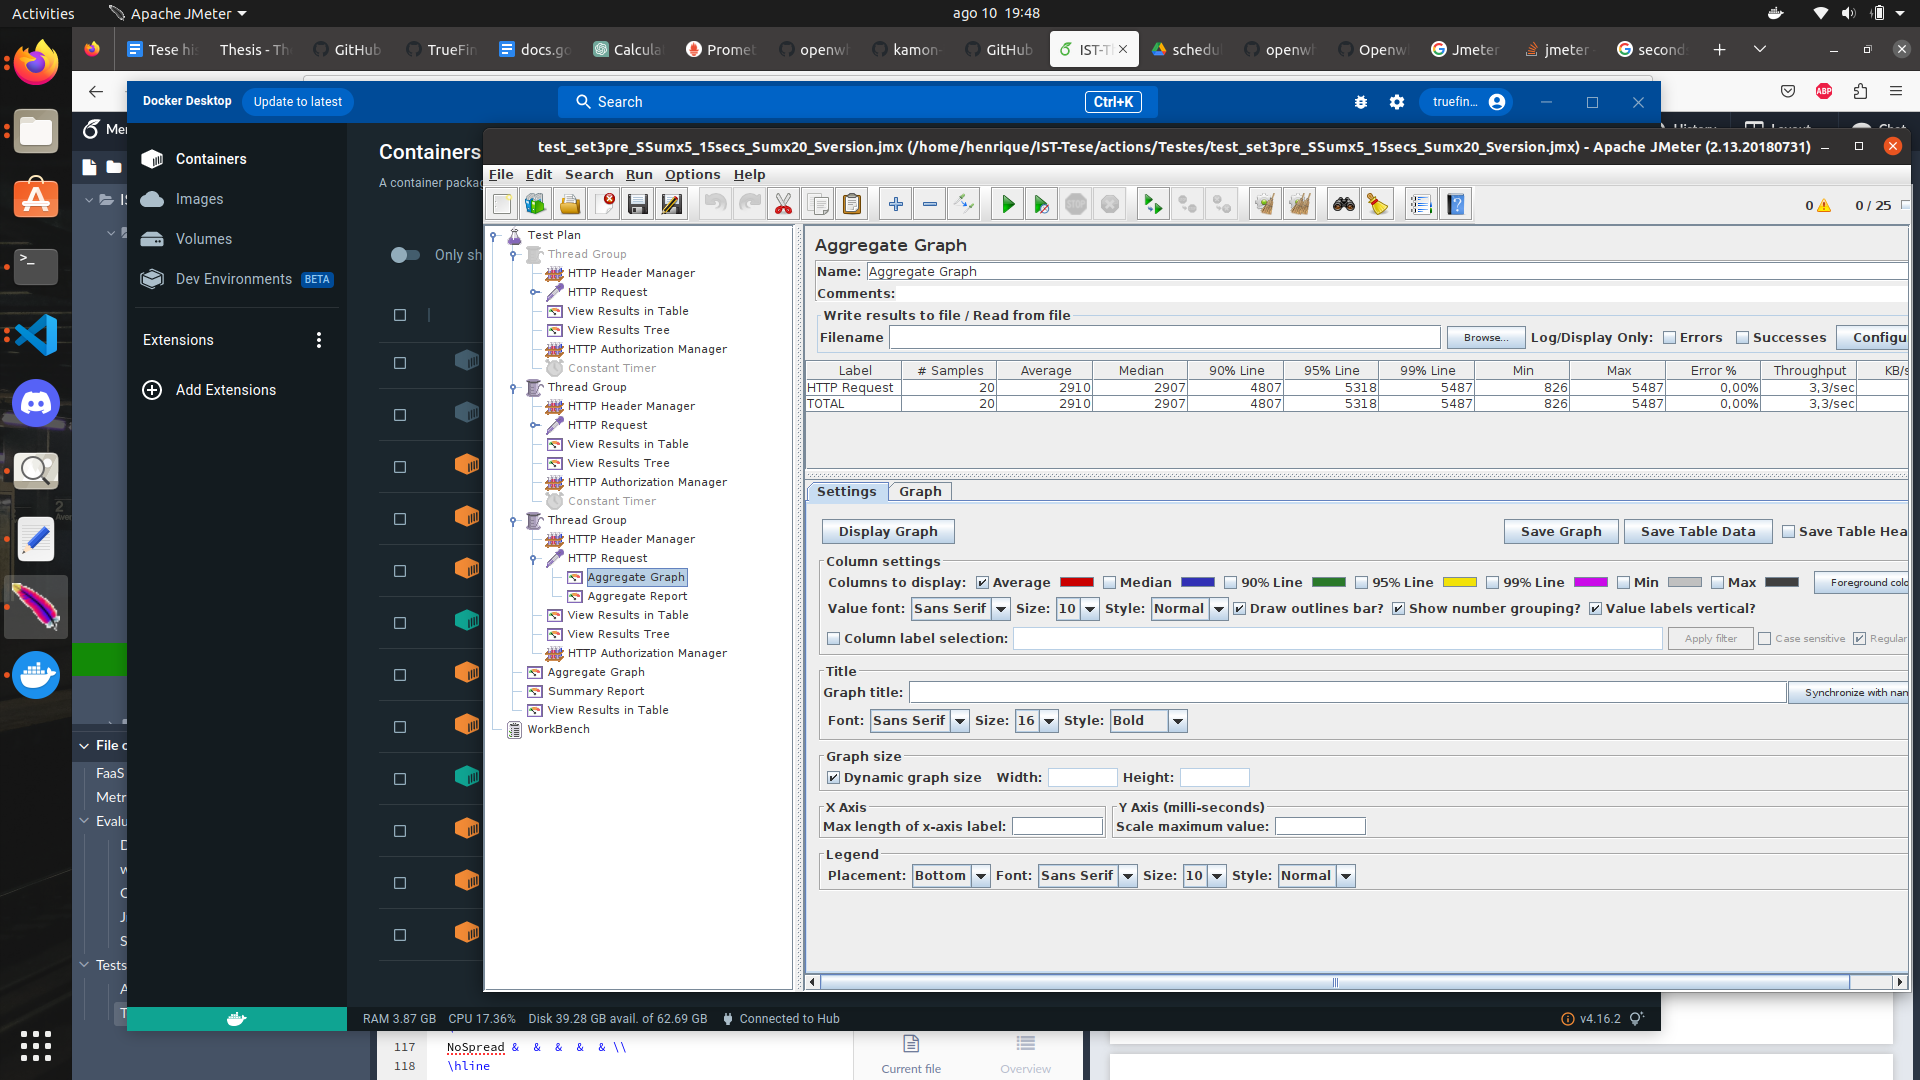 Activities
Apache JMeter
ago 10 19:48
Tese his
Thesis - Th
GitHub
TrueFin
docs.go
Calcula
Promet
openwh
kamon-
GitHub
IST-T
schedul
openw
Openwh
Jmeter
jmeter
second
Docker Desktop
Update to latest
Search
Ctrl+K
truefin...
ABP
Containers
Images
Volumes
Dev Environments BETA
Extensions
Add Extensions
Containers
A container packag
Only sh
test_set3pre_SSumx5_15secs_Sumx20_Sversion.jmx (/home/henrique/IST-Tese/actions/Testes/test_set3pre_SSumx5_15secs_Sumx20_Sversion.jmx) - Apache JMeter (2.13.20180731)
File Edit Search Run Options Help
0
0 / 25
Test Plan
Thread Group
HTTP Header Manager
HTTP Request
View Results in Table
View Results Tree
HTTP Authorization Manager
Constant Timer
Thread Group
HTTP Header Manager
HTTP Request
View Results in Table
View Results Tree
HTTP Authorization Manager
Constant Timer
Thread Group
HTTP Header Manager
HTTP Request
Aggregate Graph
Aggregate Report
View Results in Table
View Results Tree
HTTP Authorization Manager
Aggregate Graph
Summary Report
View Results in Table
WorkBench
Aggregate Graph
Name: Aggregate Graph
Comments:
Write results to file / Read from file
Filename Browse... Log/Display Only: Errors Successes Configu
Label # Samples Average Median 90% Line 95% Line 99% Line Min Max Error % Throughput KB/s
HTTP Request 20 2910 2907 4807 5318 5487 826 5487 0,00% 3,3/sec
TOTAL 20 2910 2907 4807 5318 5487 826 5487 0,00% 3,3/sec
Settings Graph
Display Graph Save Graph Save Table Data Save Table Hea
Column settings
Columns to display: Average Median 90% Line 95% Line 99% Line Min Max Foreground colo
Value font: Sans Serif Size: 10 Style: Normal Draw outlines bar? Show number grouping? Value labels vertical?
Column label selection: Apply filter Case sensitive Regular
Title
Graph title: Synchronize with nam
Font: Sans Serif Size: 16 Style: Bold
Graph size
Dynamic graph size Width: Height:
X Axis
Max length of x-axis label:
Y Axis (milli-seconds)
Scale maximum value:
Legend
Placement: Bottom Font: Sans Serif Size: 10 Style: Normal
File o
FaaS
Metr
Evalu
Tests
RAM 3.87 GB CPU 17.36% Disk 39.28 GB avail. of 62.69 GB Connected to Hub
v4.16.2
117 NoSpread & & & & & \\
118 \hline
Current file
Overview